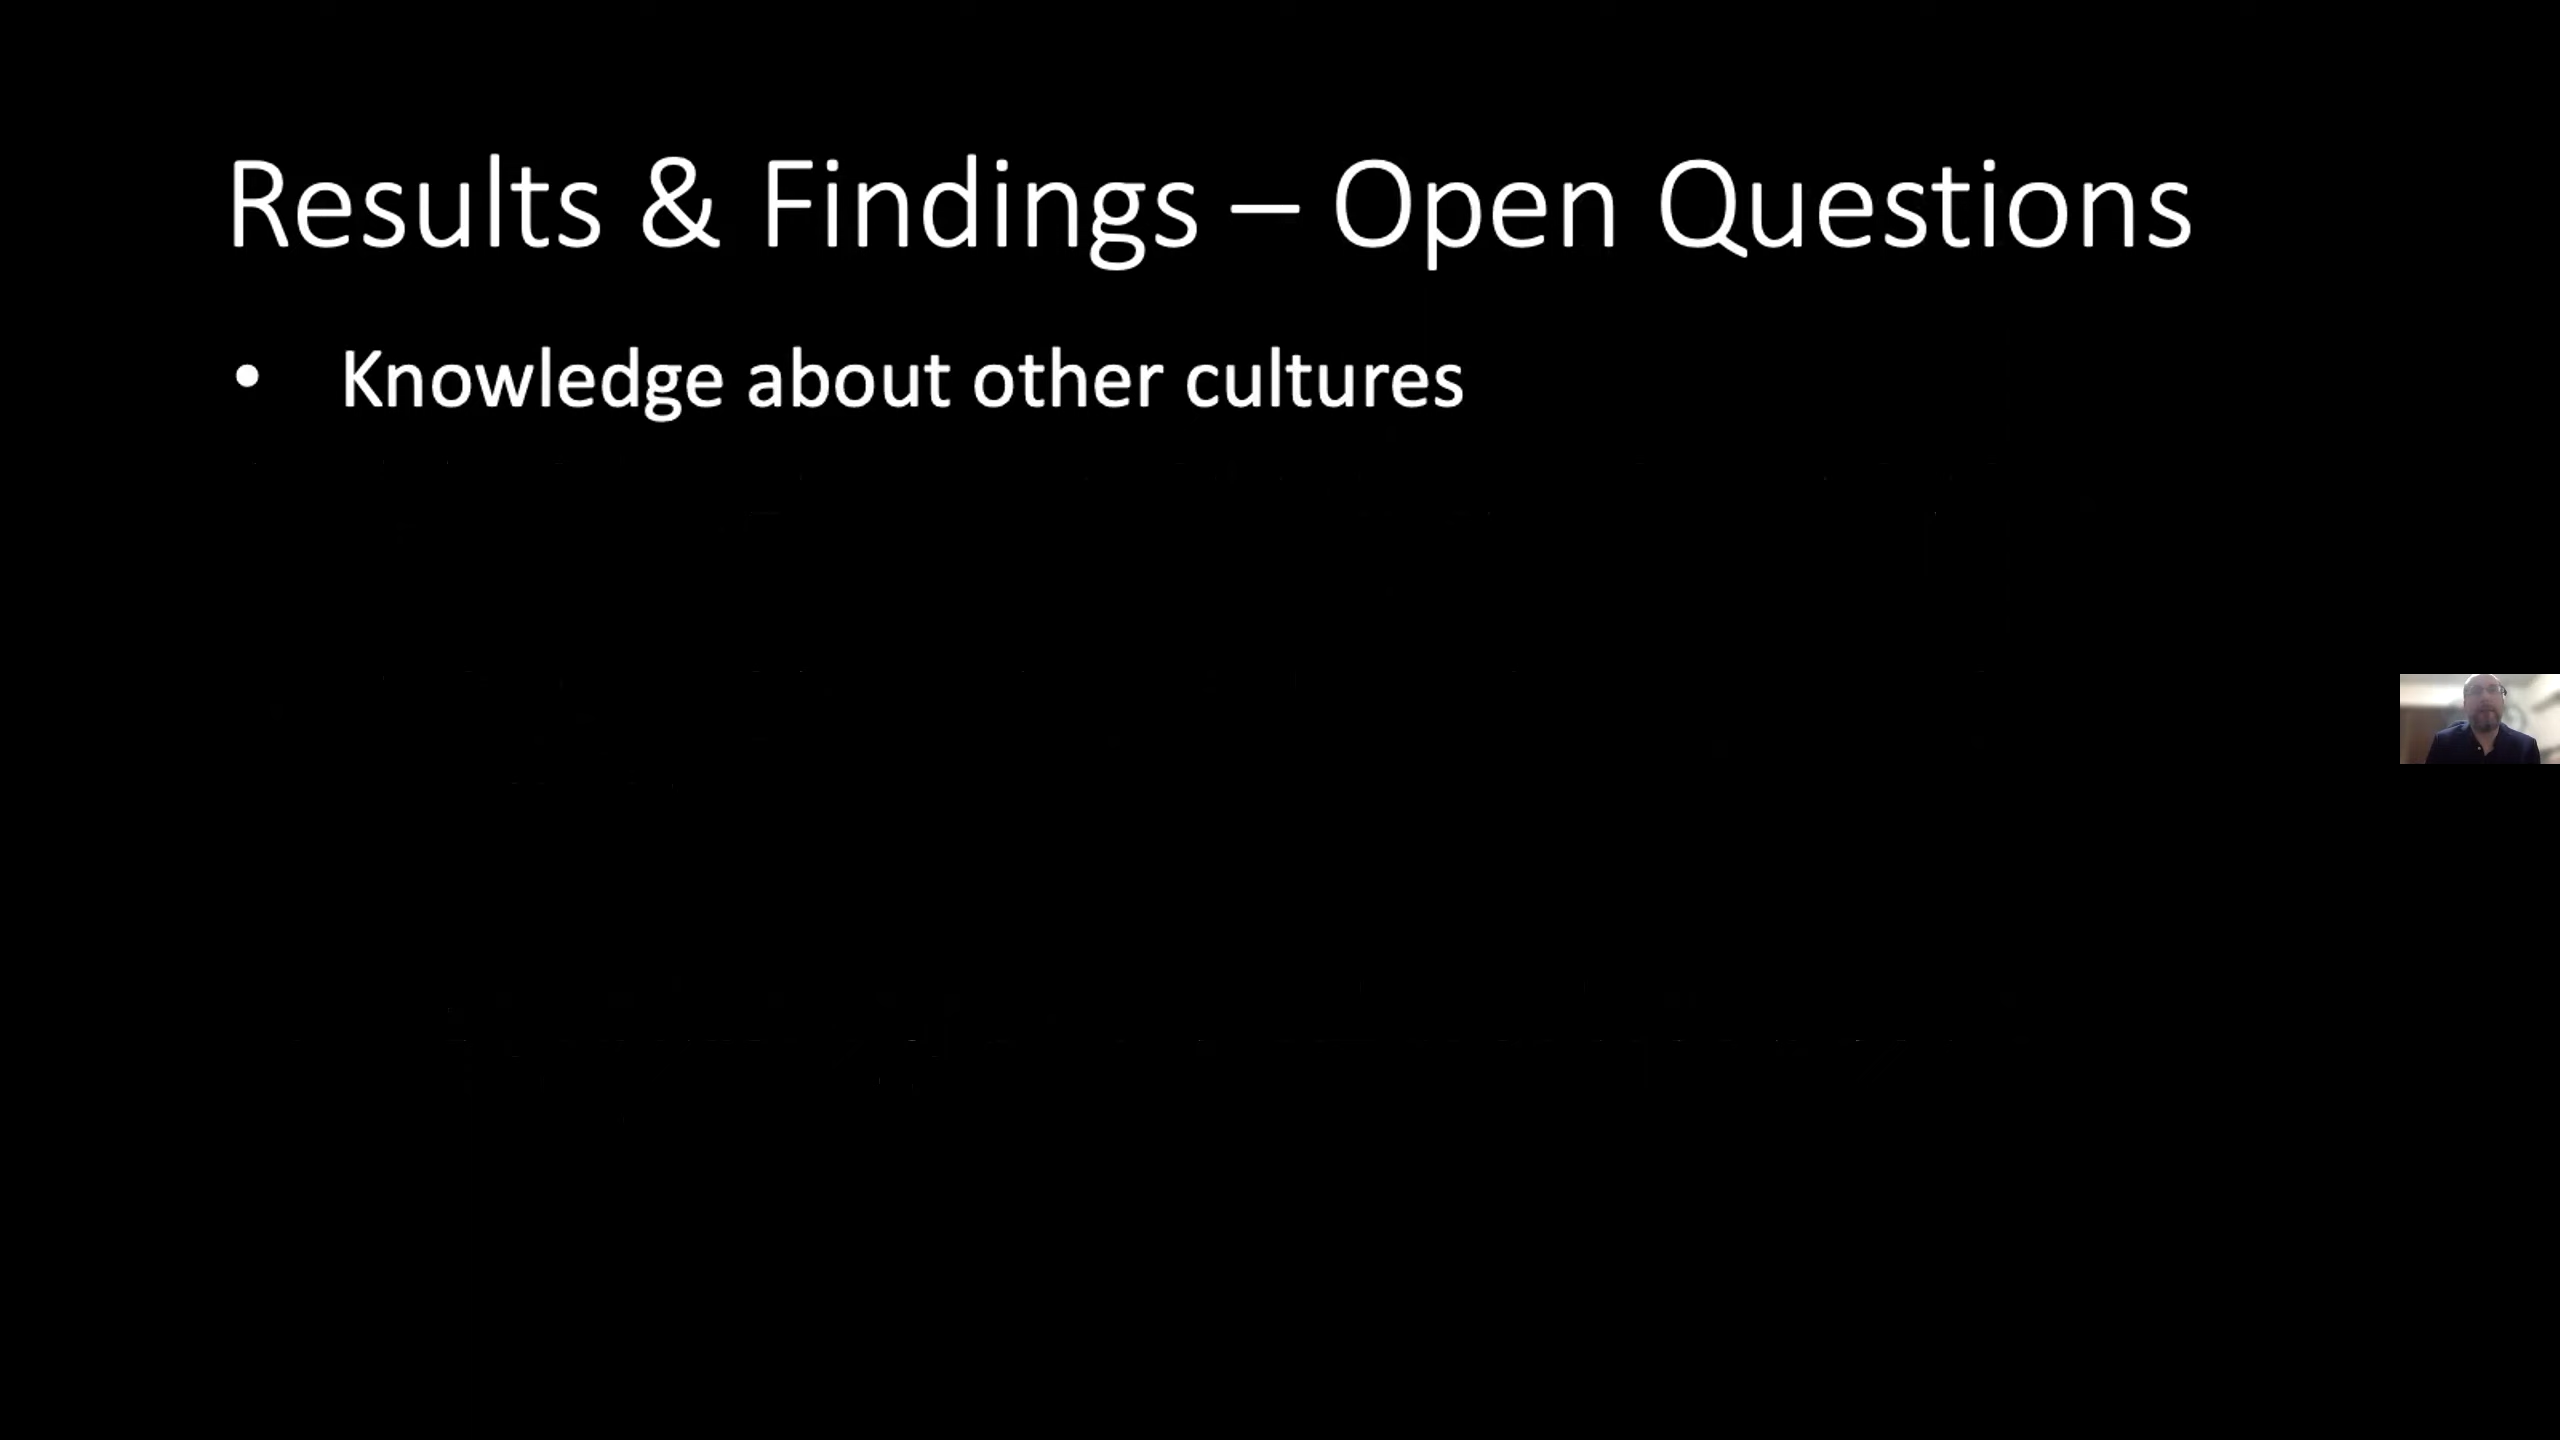 Results & Findings – Open Questions
• Knowledge about other cultures